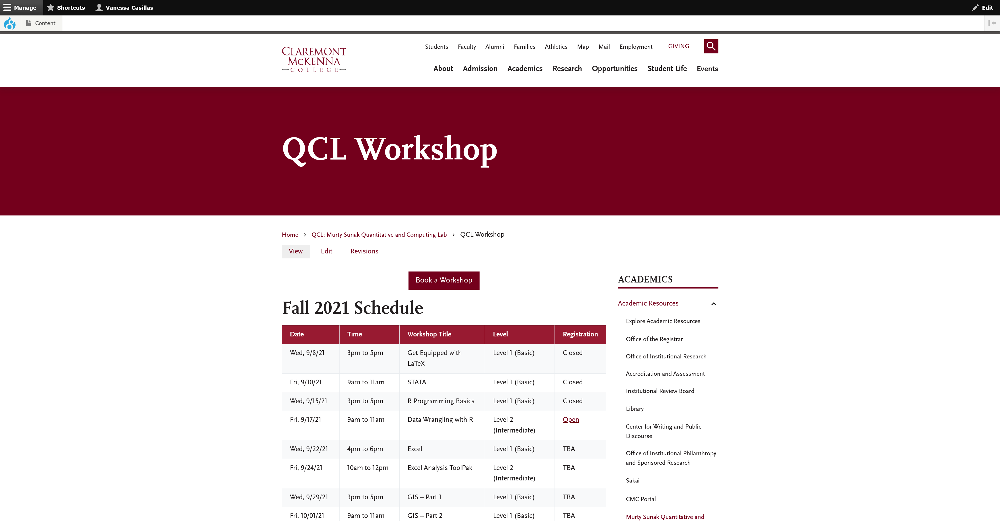 Manage Shortcuts Vanessa Casillas Edit
Content
CLAREMONT
MCKENNA
COLLEGE
Students Faculty Alumni Families Athletics Map Mail Employment GIVING
About Admission Academics Research Opportunities Student Life Events
QCL Workshop
Home › QCL: Murty Sunak Quantitative and Computing Lab › QCL Workshop
View Edit Revisions
Book a Workshop
Fall 2021 Schedule
Date Time Workshop Title Level Registration
Wed, 9/8/21 3pm to 5pm Get Equipped with Level 1 (Basic) Closed
LaTeX
Fri, 9/10/21 9am to 11am STATA Level 1 (Basic) Closed
Wed, 9/15/21 3pm to 5pm R Programming Basics Level 1 (Basic) Closed
Fri, 9/17/21 9am to 11am Data Wrangling with R Level 2 Open
(Intermediate)
Wed, 9/22/21 4pm to 6pm Excel Level 1 (Basic) TBA
Fri, 9/24/21 10am to 12pm Excel Analysis ToolPak Level 2 TBA
(Intermediate)
Wed, 9/29/21 3pm to 5pm GIS – Part 1 Level 1 (Basic) TBA
Fri, 10/01/21 9am to 11am GIS – Part 2 Level 1 (Basic) TBA
ACADEMICS
Academic Resources
Explore Academic Resources
Office of the Registrar
Office of Institutional Research
Accreditation and Assessment
Institutional Review Board
Library
Center for Writing and Public
Discourse
Office of Institutional Philanthropy
and Sponsored Research
Sakai
CMC Portal
Murty Sunak Quantitative and